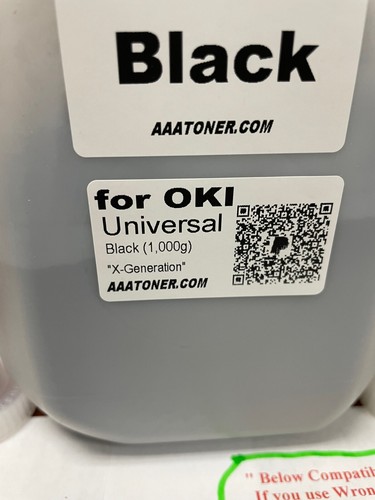 Black
AAATONER.COM
for OKI
Universal
Black (1,000g)
"X-Generation"
AAATONER.COM
" Below Compatib
If you use Wron